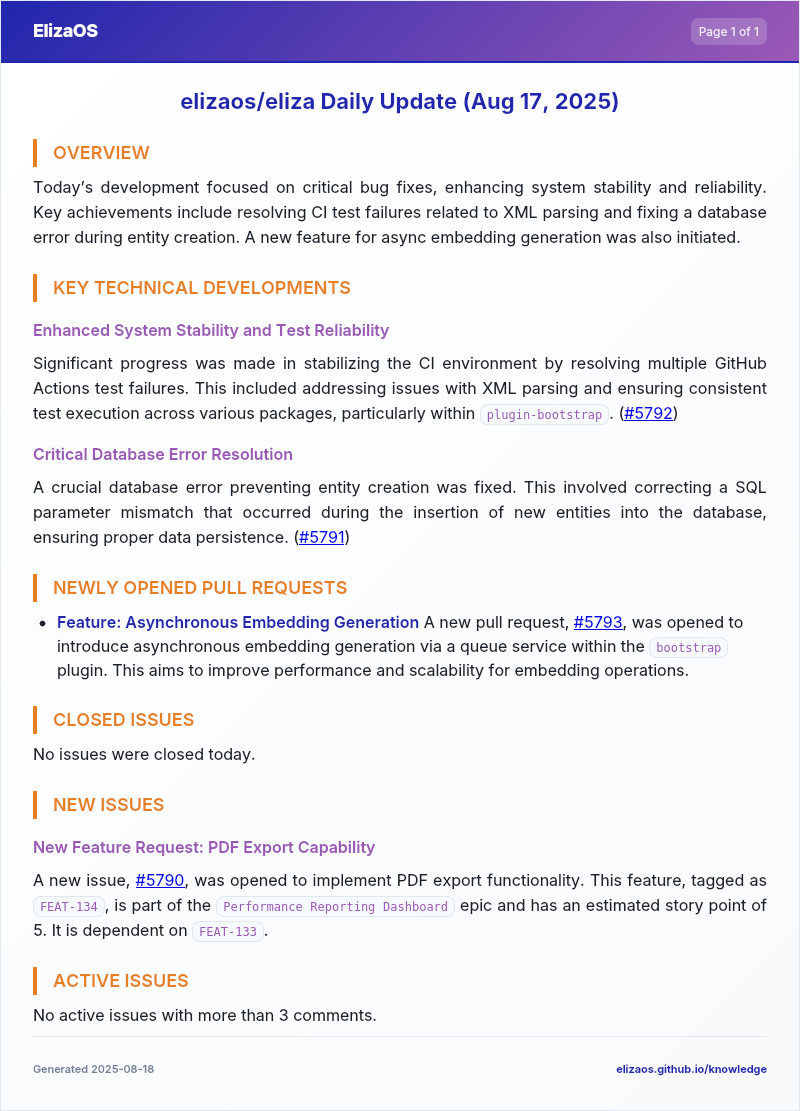 ElizaOS
Page 1 of 1
elizaos/eliza Daily Update (Aug 17, 2025)
OVERVIEW
Today's development focused on critical bug fixes, enhancing system stability and reliability.
Key achievements include resolving CI test failures related to XML parsing and fixing a database
error during entity creation. A new feature for async embedding generation was also initiated.
KEY TECHNICAL DEVELOPMENTS
Enhanced System Stability and Test Reliability
Significant progress was made in stabilizing the CI environment by resolving multiple GitHub
Actions test failures. This included addressing issues with XML parsing and ensuring consistent
test execution across various packages, particularly within plugin-bootstrap. (#5792)
Critical Database Error Resolution
A crucial database error preventing entity creation was fixed. This involved correcting a SQL
parameter mismatch that occurred during the insertion of new entities into the database,
ensuring proper data persistence. (#5791)
NEWLY OPENED PULL REQUESTS
• Feature: Asynchronous Embedding Generation A new pull request, #5793, was opened to
introduce asynchronous embedding generation via a queue service within the bootstrap
plugin. This aims to improve performance and scalability for embedding operations.
CLOSED ISSUES
No issues were closed today.
NEW ISSUES
New Feature Request: PDF Export Capability
A new issue, #5790, was opened to implement PDF export functionality. This feature, tagged as
FEAT-134, is part of the Performance Reporting Dashboard epic and has an estimated story point of
5. It is dependent on FEAT-133.
ACTIVE ISSUES
No active issues with more than 3 comments.
Generated 2025-08-18
elizaos.github.io/knowledge